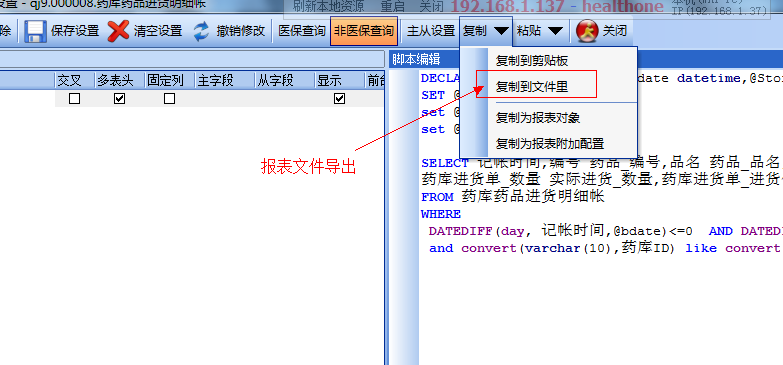 设置 - qj9.000008.药库药品进货明细帐
刷新本地资源 重启 关闭 192.168.1.137 - healthone
IP(192.168.1.37)
除 保存设置 清空设置 撤销修改 医保查询 非医保查询 主从设置 复制 粘贴 关闭
复制到剪贴板
复制到文件里
复制为报表对象
复制为报表附加配置
交叉 多表头 固定列 主字段 从字段 显示 前台
报表文件导出
脚本编辑
DECLA date datetime,@Sto
SET @
set @
set @
SELECT 记帐时间,编号 药品_编号,品名 药品_品名
药库进货单_数量 实际进货_数量,药库进货单_进货
FROM 药库药品进货明细帐
WHERE
DATEDIFF(day, 记帐时间,@bdate)<=0 AND DATED
and convert(varchar(10),药库ID) like convert